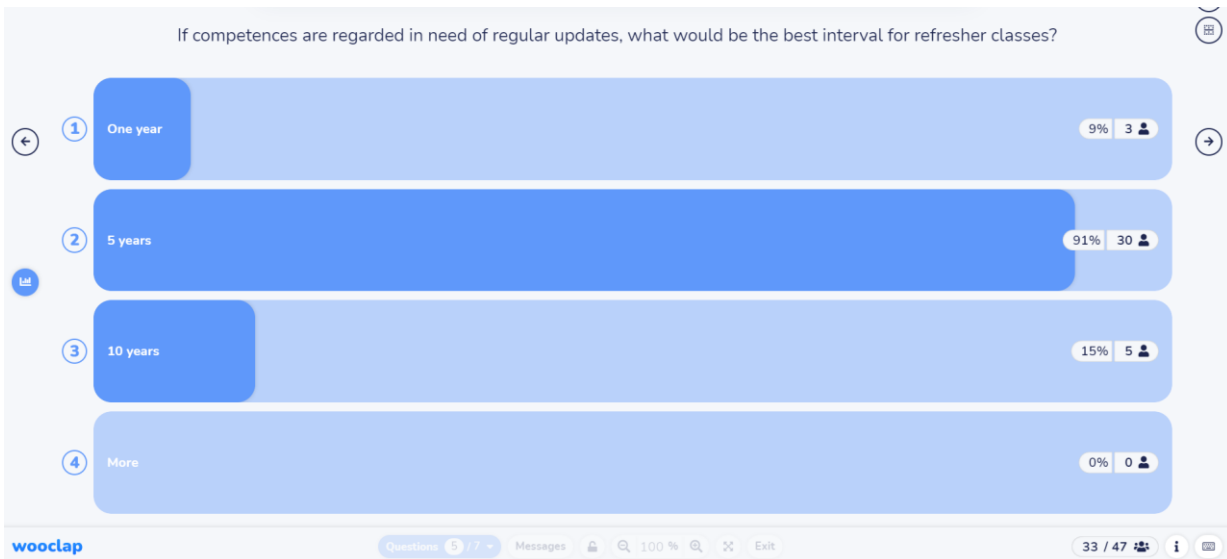 If competences are regarded in need of regular updates, what would be the best interval for refresher classes?
1 One year 9% 3
2 5 years 91% 30
3 10 years 15% 5
4 More 0% 0
wooclap Questions 5 / 7 Messages 100 % Exit 33 / 47 i